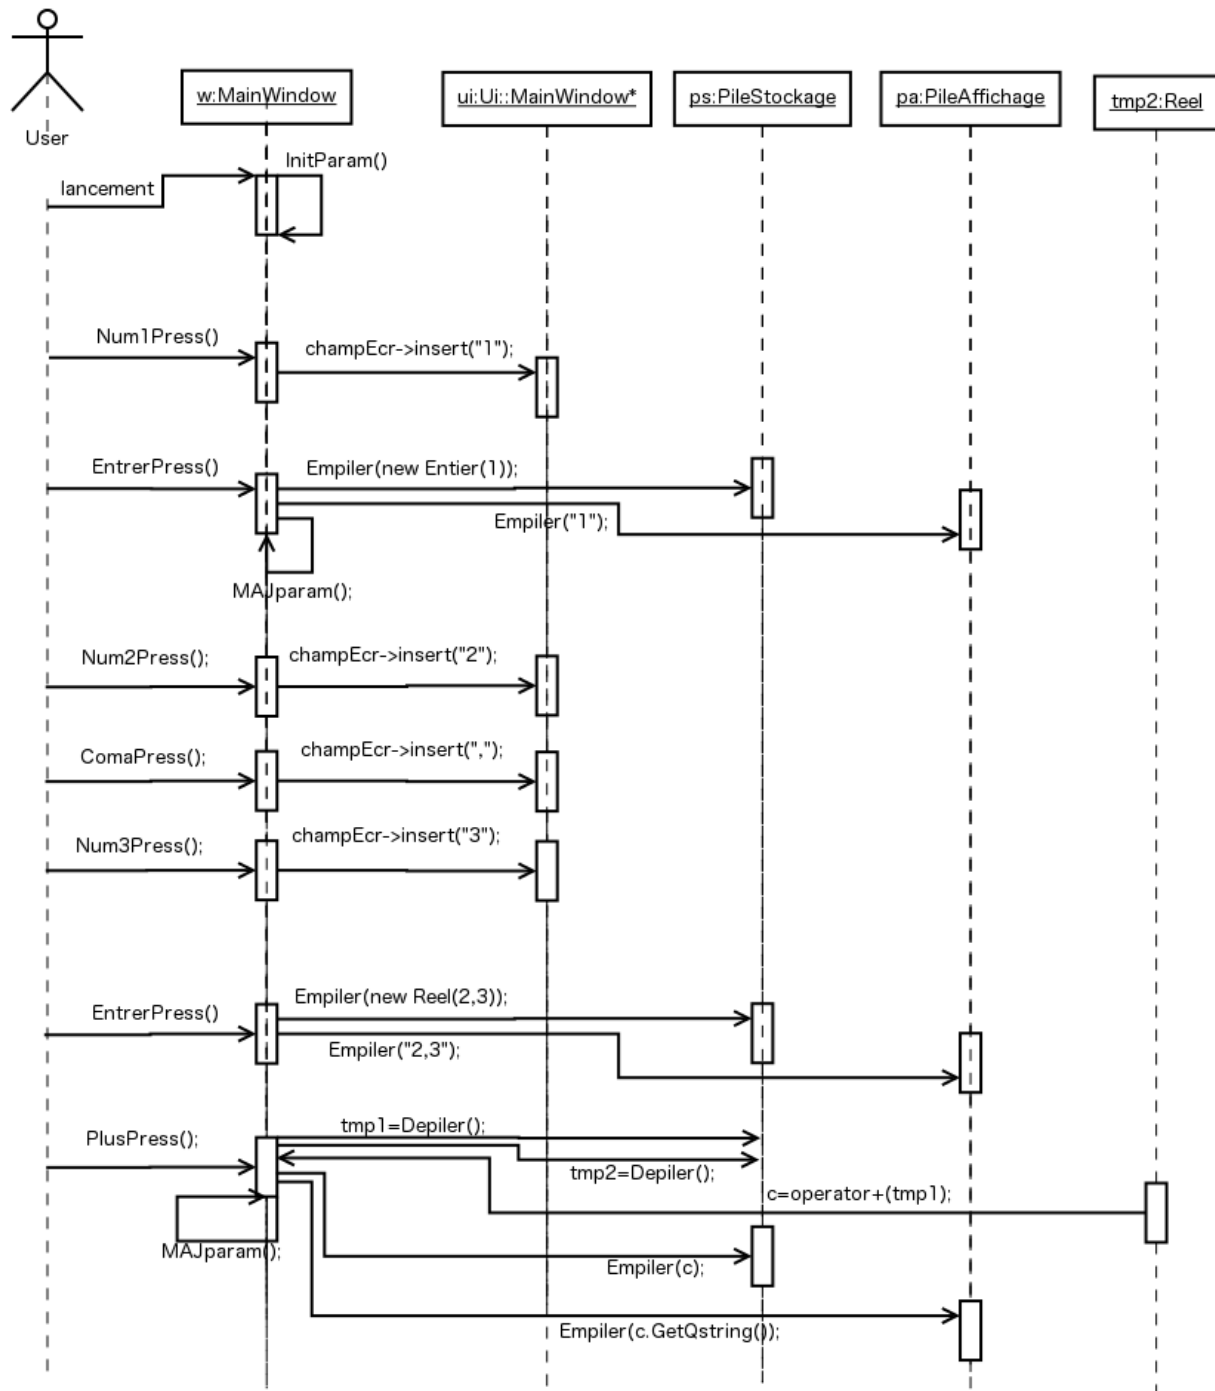 User
w:MainWindow
ui:Ui::MainWindow*
ps:PileStockage
pa:PileAffichage
tmp2:Reel
InitParam()
lancement
Num1Press()
champEcr->insert("1");
EntrerPress()
Empiler(new Entier(1));
Empiler("1");
MAJparam();
Num2Press();
champEcr->insert("2");
ComaPress();
champEcr->insert(",");
Num3Press();
champEcr->insert("3");
EntrerPress()
Empiler(new Reel(2,3));
Empiler("2,3");
PlusPress();
tmp1=Depiler();
tmp2=Depiler();
c=operator+(tmp1);
MAJparam();
Empiler(c);
Empiler(c.GetQstring());